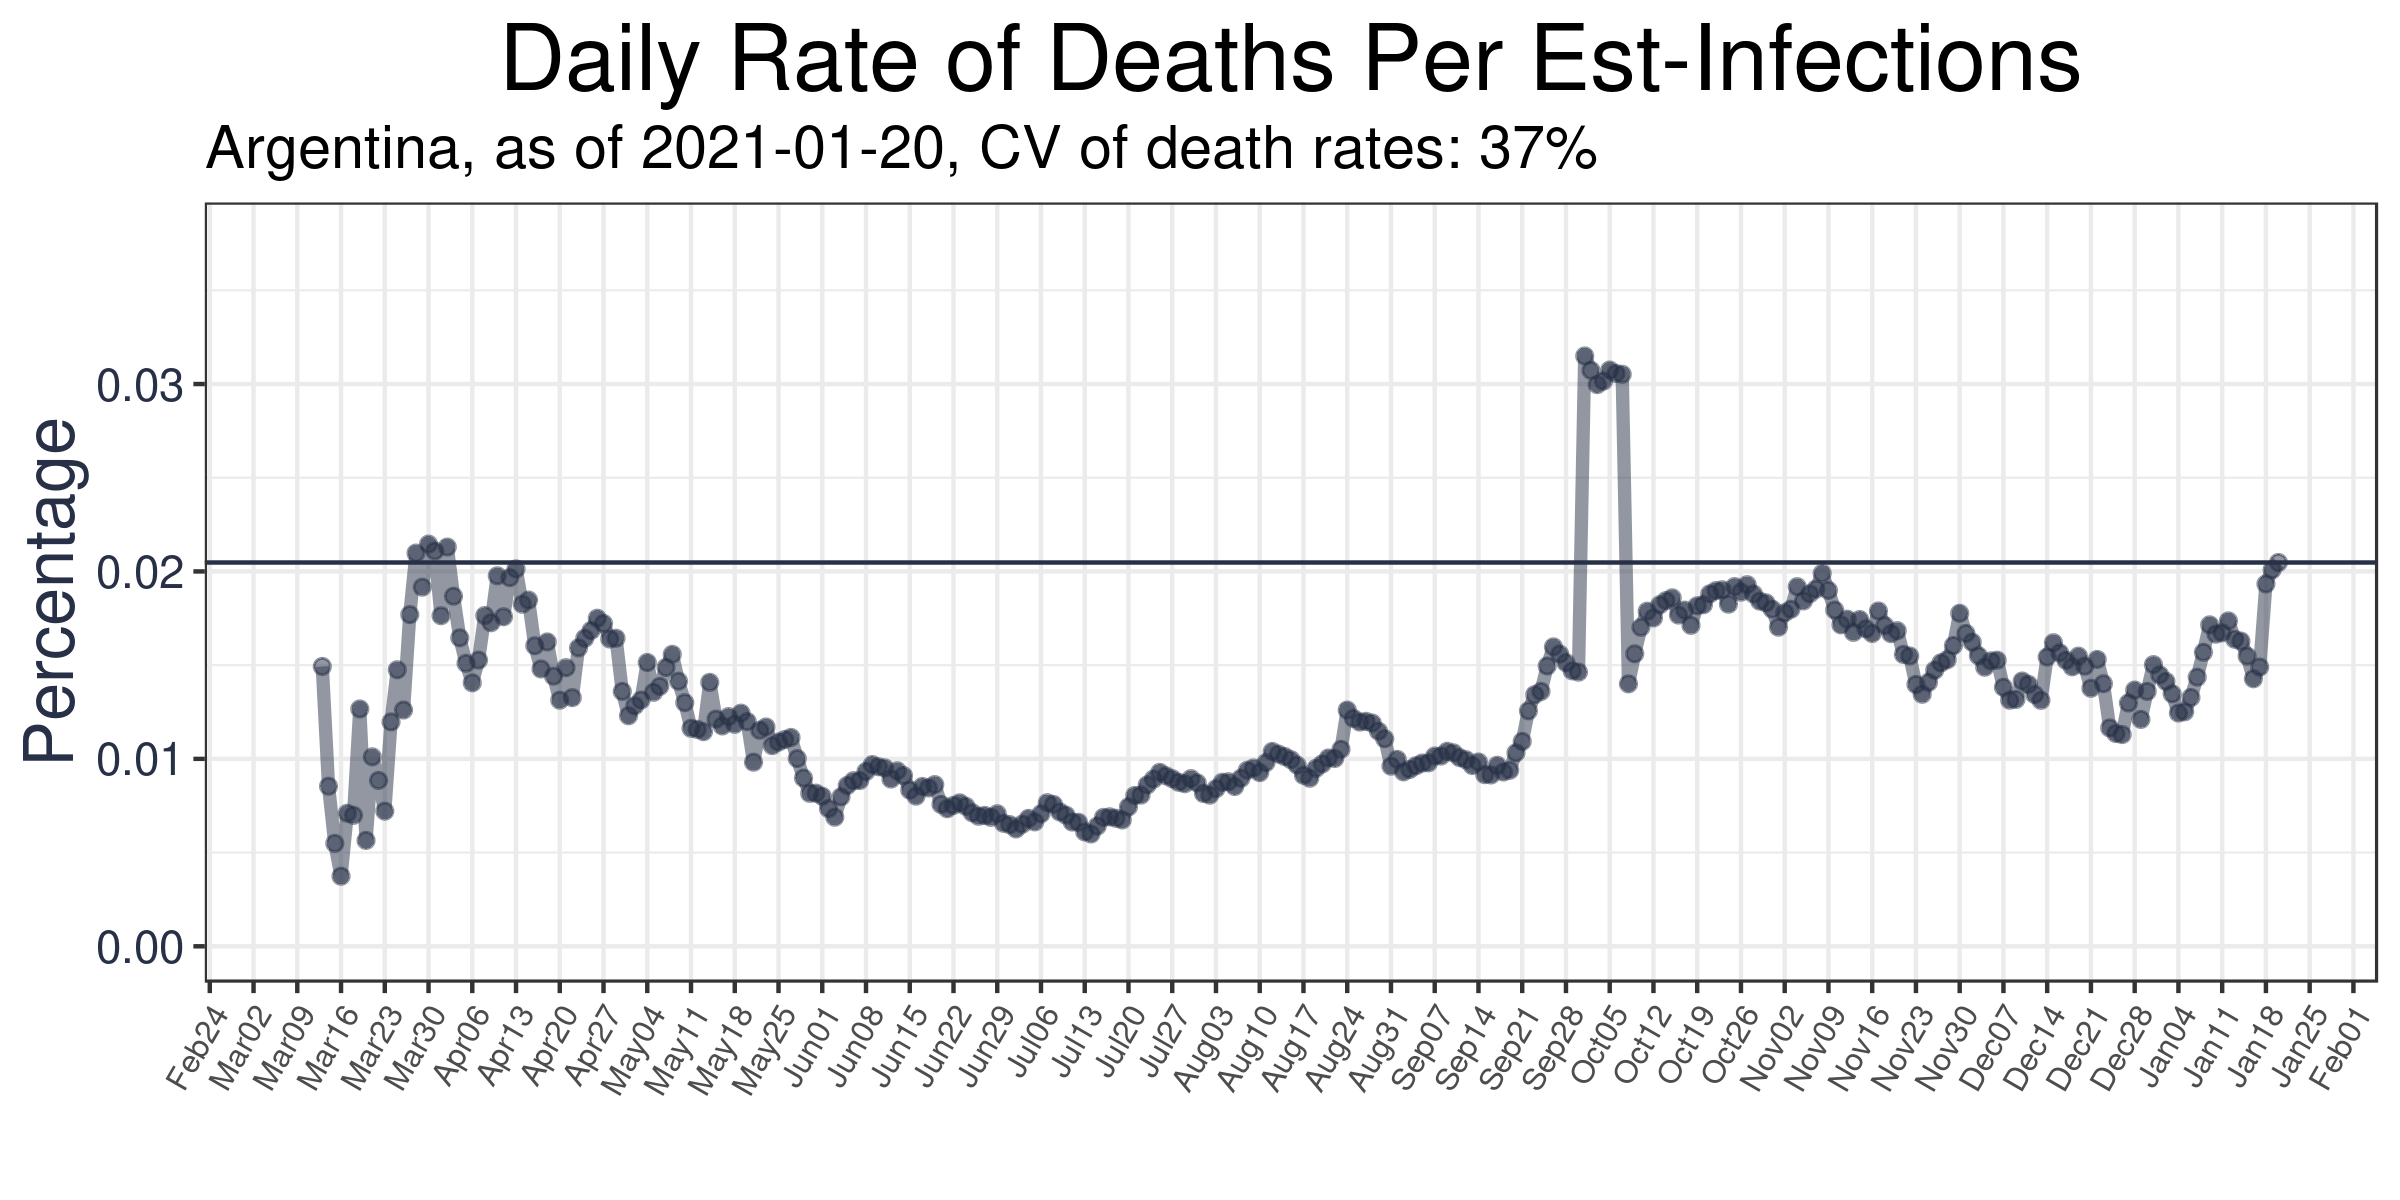 Daily Rate of Deaths Per Est-Infections
Argentina, as of 2021-01-20, CV of death rates: 37%
Percentage
0.03
0.02
0.01
0.00
Feb24
Mar02
Mar09
Mar16
Mar23
Mar30
Apr06
Apr13
Apr20
Apr27
May04
May11
May18
May25
Jun01
Jun08
Jun15
Jun22
Jun29
Jul06
Jul13
Jul20
Jul27
Aug03
Aug10
Aug17
Aug24
Aug31
Sep07
Sep14
Sep21
Sep28
Oct05
Oct12
Oct19
Oct26
Nov02
Nov09
Nov16
Nov23
Nov30
Dec07
Dec14
Dec21
Dec28
Jan04
Jan11
Jan18
Jan25
Feb01